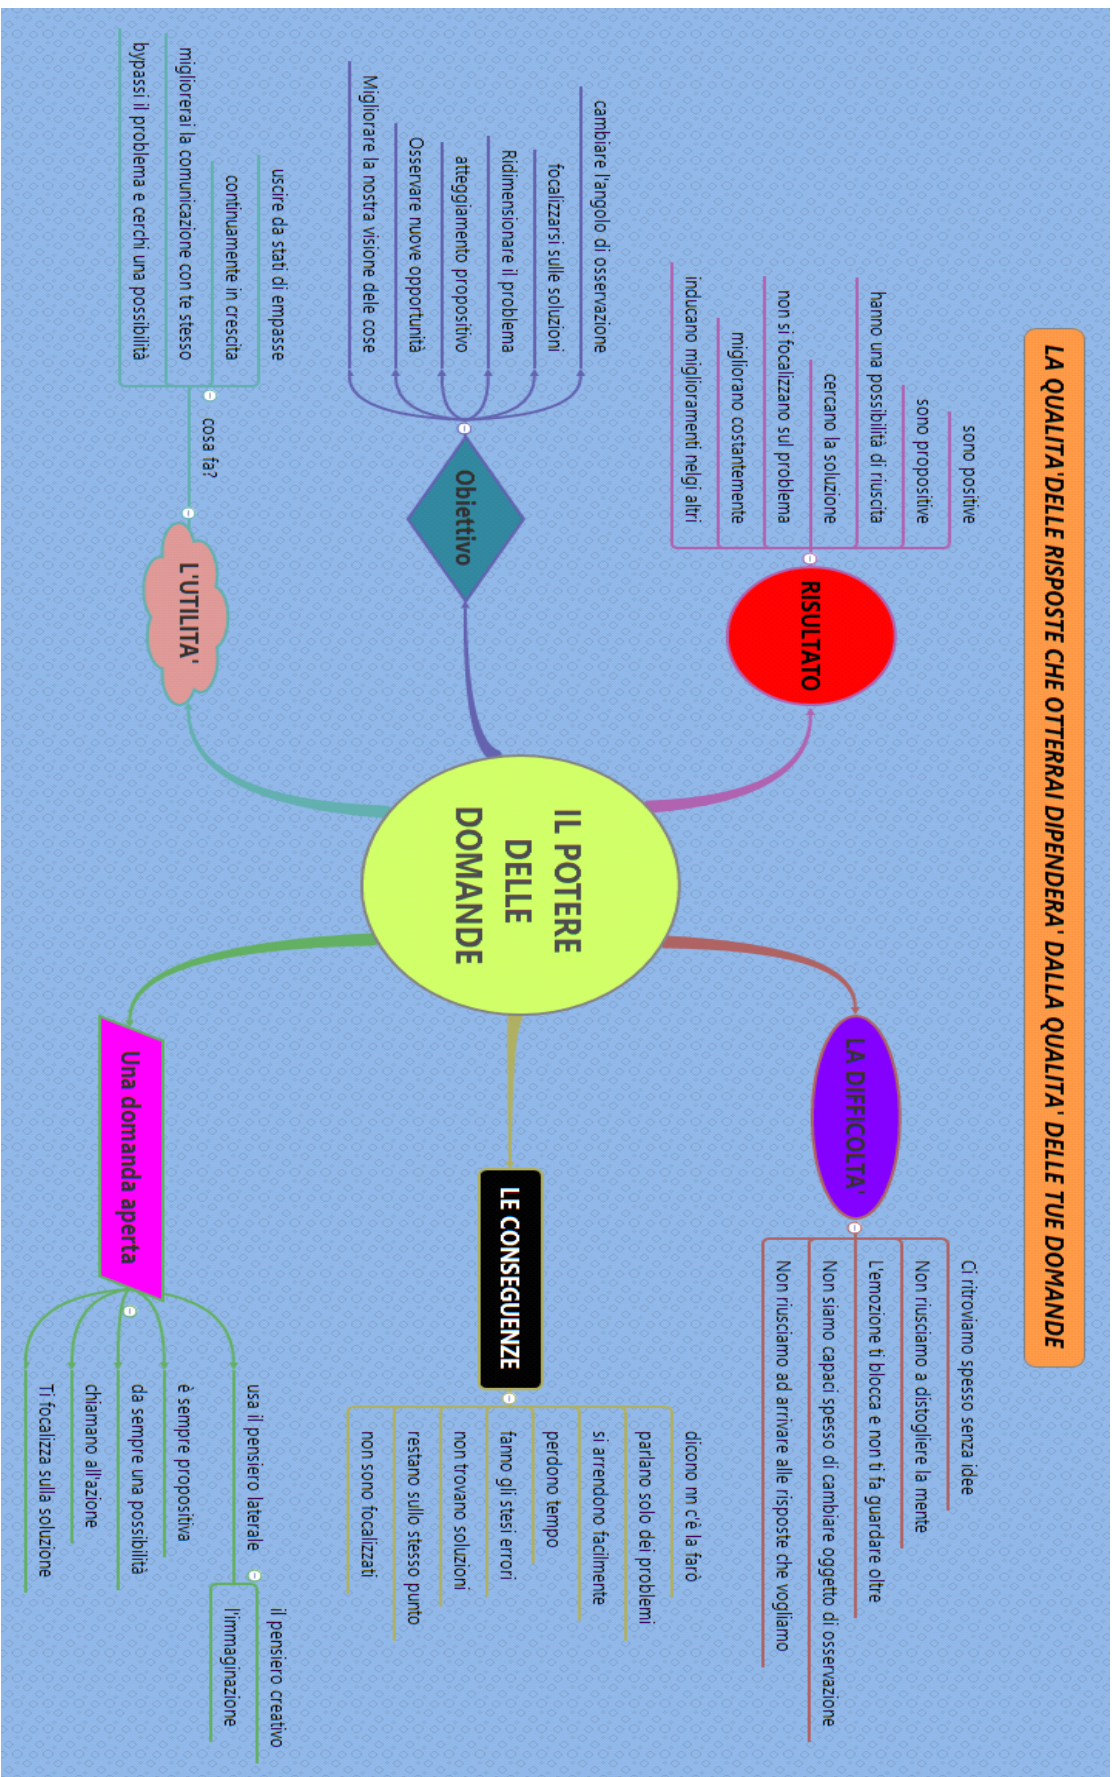 LA QUALITA'DELLE RISPOSTE CHE OTTERRAI DIPENDERA' DALLA QUALITA' DELLE TUE DOMANDE
IL POTERE
DELLE
DOMANDE
LA DIFFICOLTA'
Ci ritroviamo spesso senza idee
Non riusciamo a distogliere la mente
L'emozione ti blocca e non ti fa guardare oltre
Non siamo capaci spesso di cambiare oggetto di osservazione
Non riusciamo ad arrivare alle risposte che vogliamo
LE CONSEGUENZE
dicono nn c'è la farò
parlano solo dei problemi
si arrendono facilmente
perdono tempo
fanno gli stesi errori
non trovano soluzioni
restano sullo stesso punto
non sono focalizzati
Una domanda aperta
usa il pensiero laterale
il pensiero creativo
l'immaginazione
è sempre propositiva
da sempre una possibilità
chiamano all'azione
Ti focalizza sulla soluzione
RISULTATO
sono positive
sono propositive
hanno una possibilità di riuscita
cercano la soluzione
non si focalizzano sul problema
migliorano costantemente
inducano miglioramenti nelgi altri
Obiettivo
cambiare l'angolo di osservazione
focalizzarsi sulle soluzioni
Ridimensionare il problema
atteggiamento propositivo
Osservare nuove opportunità
Migliorare la nostra visione dele cose
L'UTILITA'
cosa fa?
uscire da stati di empasse
continuamente in crescita
migliorerai la comunicazione con te stesso
bypassi il problema e cerchi una possibilità